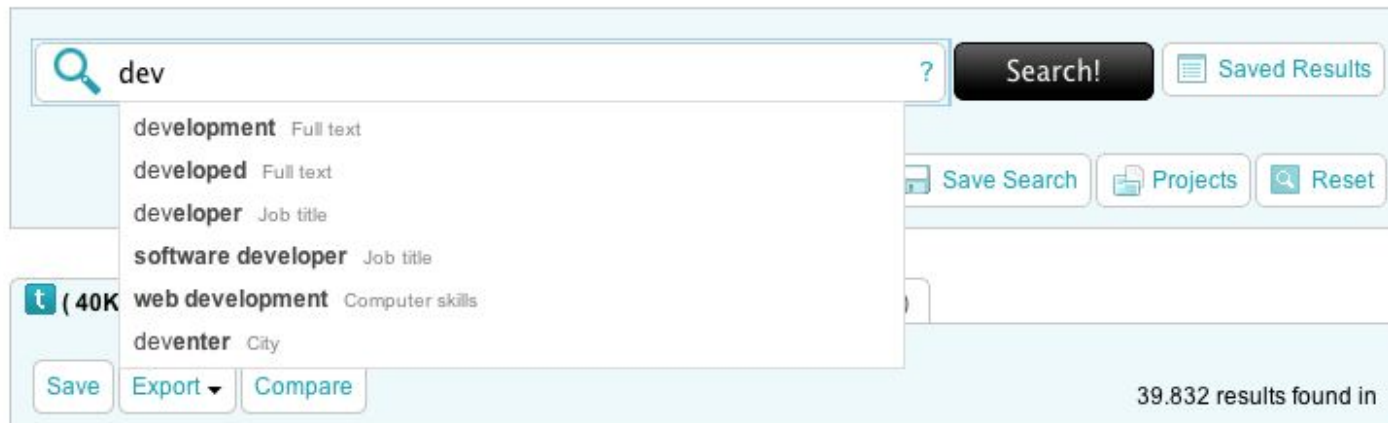 dev ? Search! Saved Results
development Full text
developed Full text
Save Search Projects Reset
developer Job title
software developer Job title
t ( 40K web development Computer skills )
deventer City
Save Export Compare
39.832 results found in